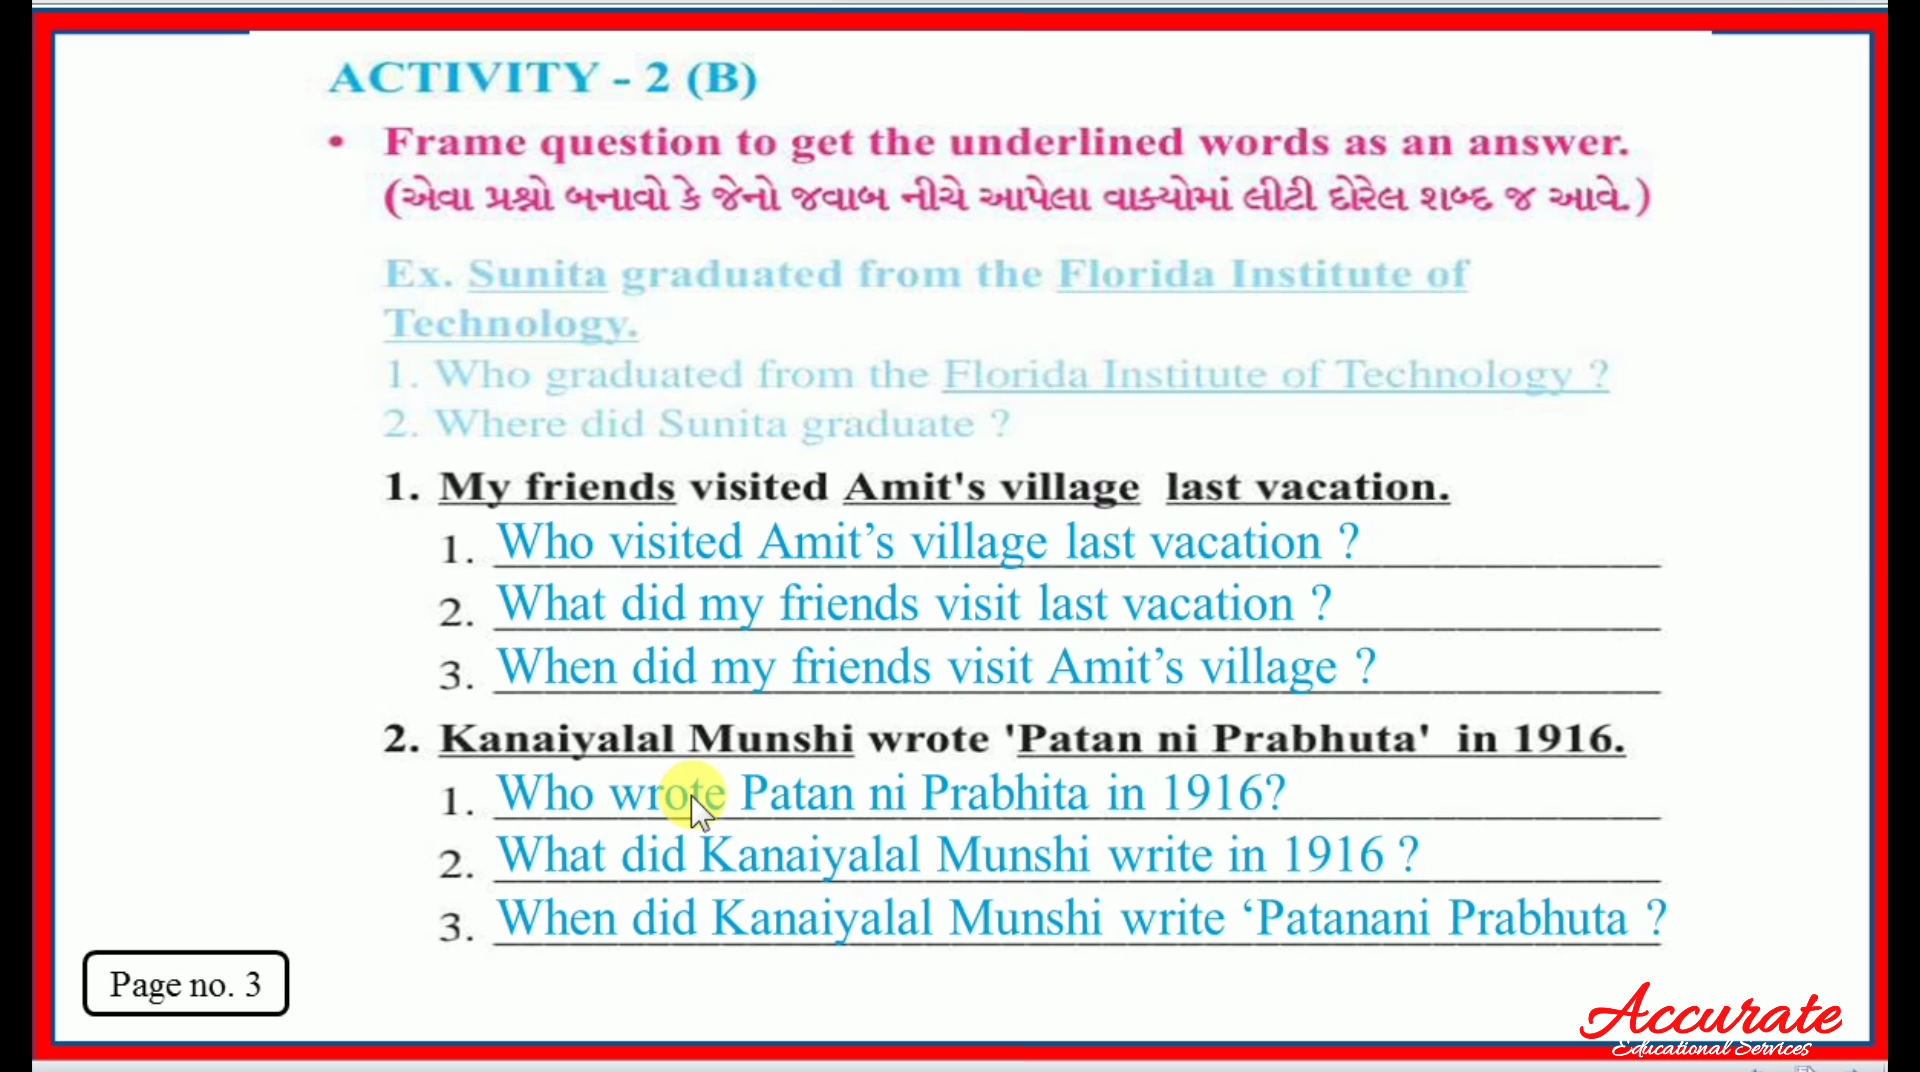 ACTIVITY - 2 (B)
• Frame question to get the underlined words as an answer.
(એવા પ્રશ્નો બનાવો કે જેનો જવાબ નીચે આપેલા વાક્યોમાં લીટી દોરેલ શબ્દ જ આવે.)
Ex. Sunita graduated from the Florida Institute of
Technology.
1. Who graduated from the Florida Institute of Technology ?
2. Where did Sunita graduate ?
1. My friends visited Amit's village last vacation.
1. Who visited Amit’s village last vacation ?
2. What did my friends visit last vacation ?
3. When did my friends visit Amit’s village ?
2. Kanaiyalal Munshi wrote 'Patan ni Prabhuta' in 1916.
1. Who wrote Patan ni Prabhita in 1916?
2. What did Kanaiyalal Munshi write in 1916 ?
3. When did Kanaiyalal Munshi write ‘Patanani Prabhuta ?
Page no. 3
Accurate
Educational Services